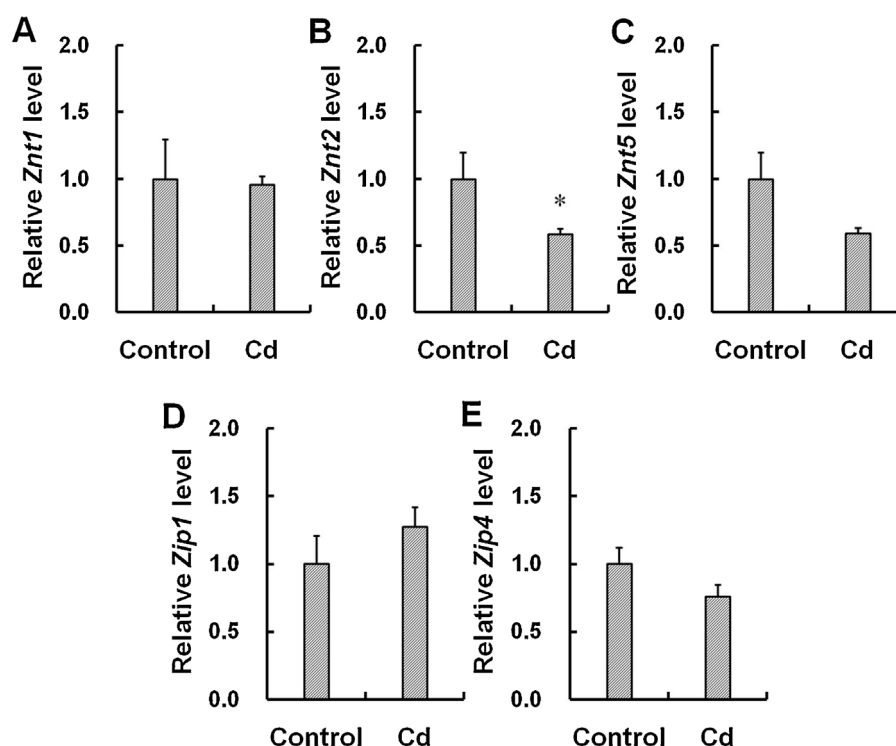 A
Relative Znt1 level
2.0
1.5
1.0
0.5
0.0
Control Cd
B
Relative Znt2 level
2.0
1.5
1.0
0.5
0.0
*
Control Cd
C
Relative Znt5 level
2.0
1.5
1.0
0.5
0.0
Control Cd
D
Relative Zip1 level
2.0
1.5
1.0
0.5
0.0
Control Cd
E
Relative Zip4 level
2.0
1.5
1.0
0.5
0.0
Control Cd